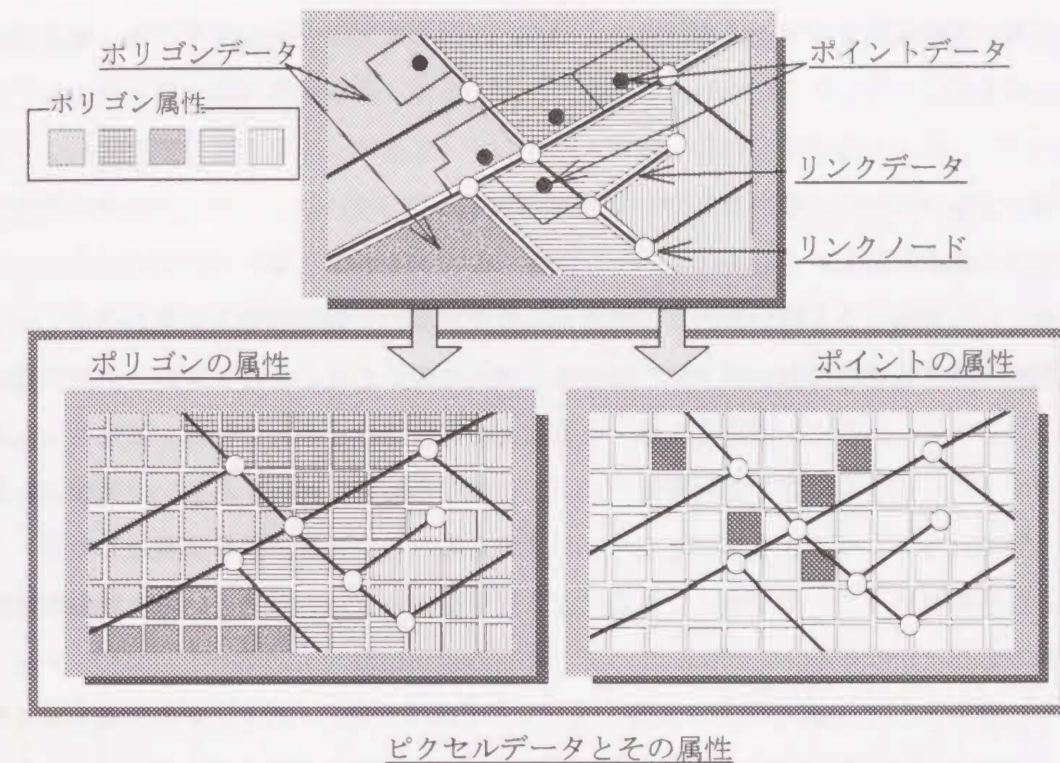 ポリゴンデータ
ポイントデータ
ポリゴン属性
リンクデータ
リンクノード
ポリゴンの属性
ポイントの属性
ピクセルデータとその属性